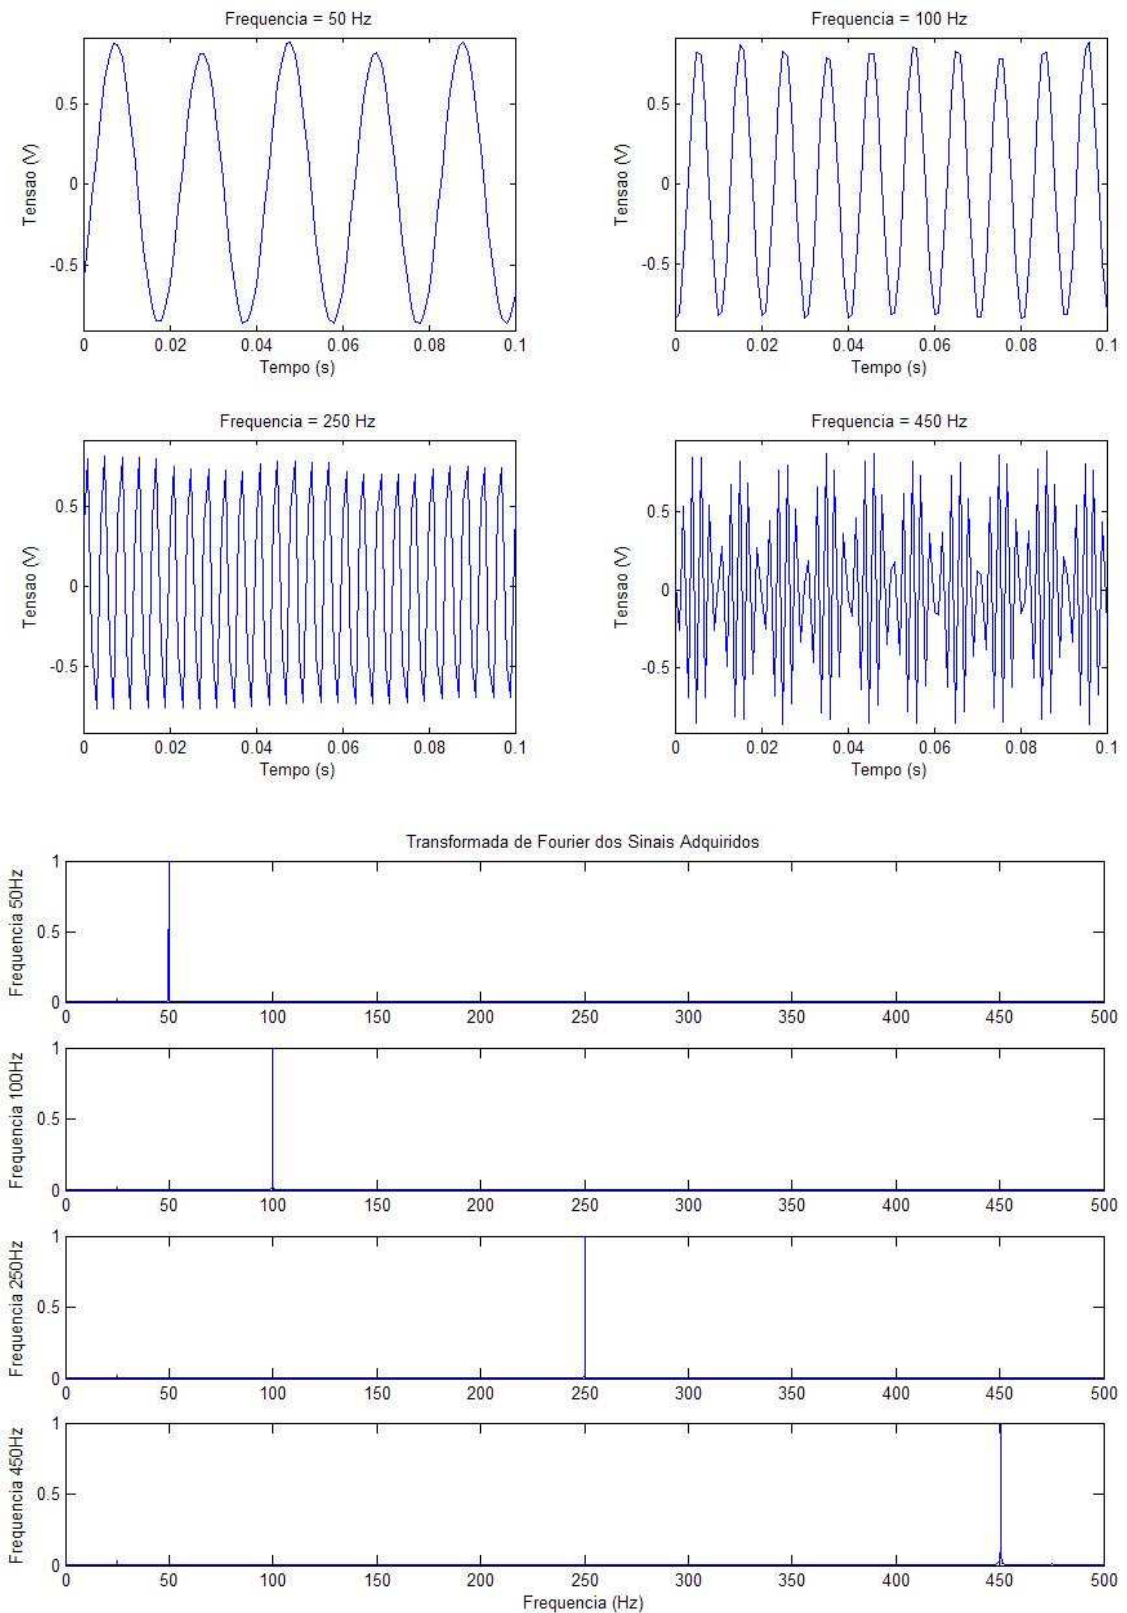 Frequencia = 50 Hz
Tensao (V)
0.5
0
-0.5
0 0.02 0.04 0.06 0.08 0.1
Tempo (s)
Frequencia = 100 Hz
Tensao (V)
0.5
0
-0.5
0 0.02 0.04 0.06 0.08 0.1
Tempo (s)
Frequencia = 250 Hz
Tensao (V)
0.5
0
-0.5
0 0.02 0.04 0.06 0.08 0.1
Tempo (s)
Frequencia = 450 Hz
Tensao (V)
0.5
0
-0.5
0 0.02 0.04 0.06 0.08 0.1
Tempo (s)
Transformada de Fourier dos Sinais Adquiridos
Frequencia 50Hz
1
0.5
0
0 50 100 150 200 250 300 350 400 450 500
Frequencia 100Hz
1
0.5
0
0 50 100 150 200 250 300 350 400 450 500
Frequencia 250Hz
1
0.5
0
0 50 100 150 200 250 300 350 400 450 500
Frequencia 450Hz
1
0.5
0
0 50 100 150 200 250 300 350 400 450 500
Frequencia (Hz)